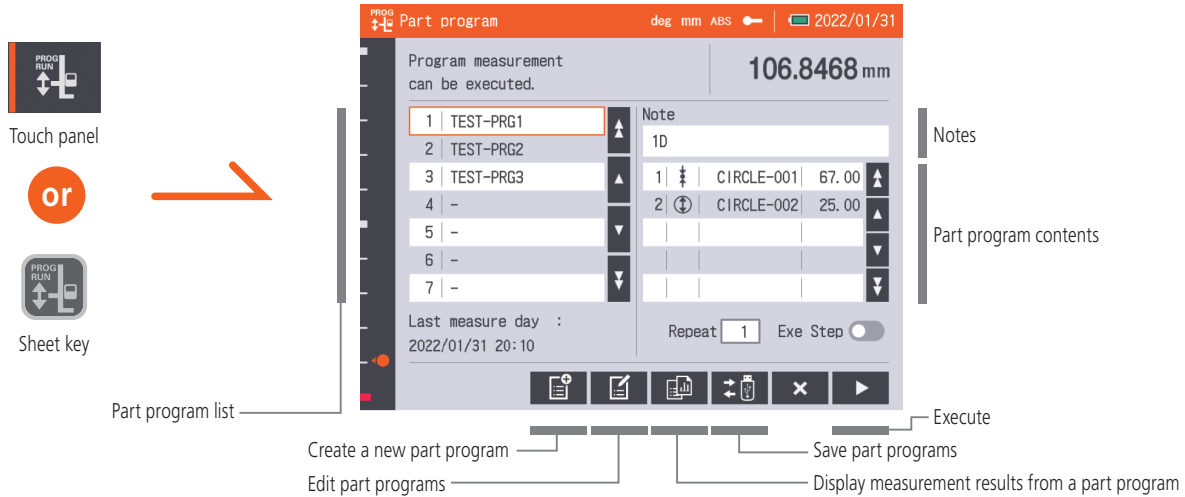 PROG
RUN
Touch panel
or
PROG
RUN
Sheet key
PROG
Part program
deg mm ABS
2022/01/31
Program measurement
can be executed.
106.8468 mm
1 TEST-PRG1
2 TEST-PRG2
3 TEST-PRG3
4 -
5 -
6 -
7 -
Last measure day :
2022/01/31 20:10
Note
1D
1 CIRCLE-001 67.00
2 CIRCLE-002 25.00
Repeat 1 Exe Step
Notes
Part program contents
Part program list
Create a new part program
Edit part programs
Execute
Save part programs
Display measurement results from a part program